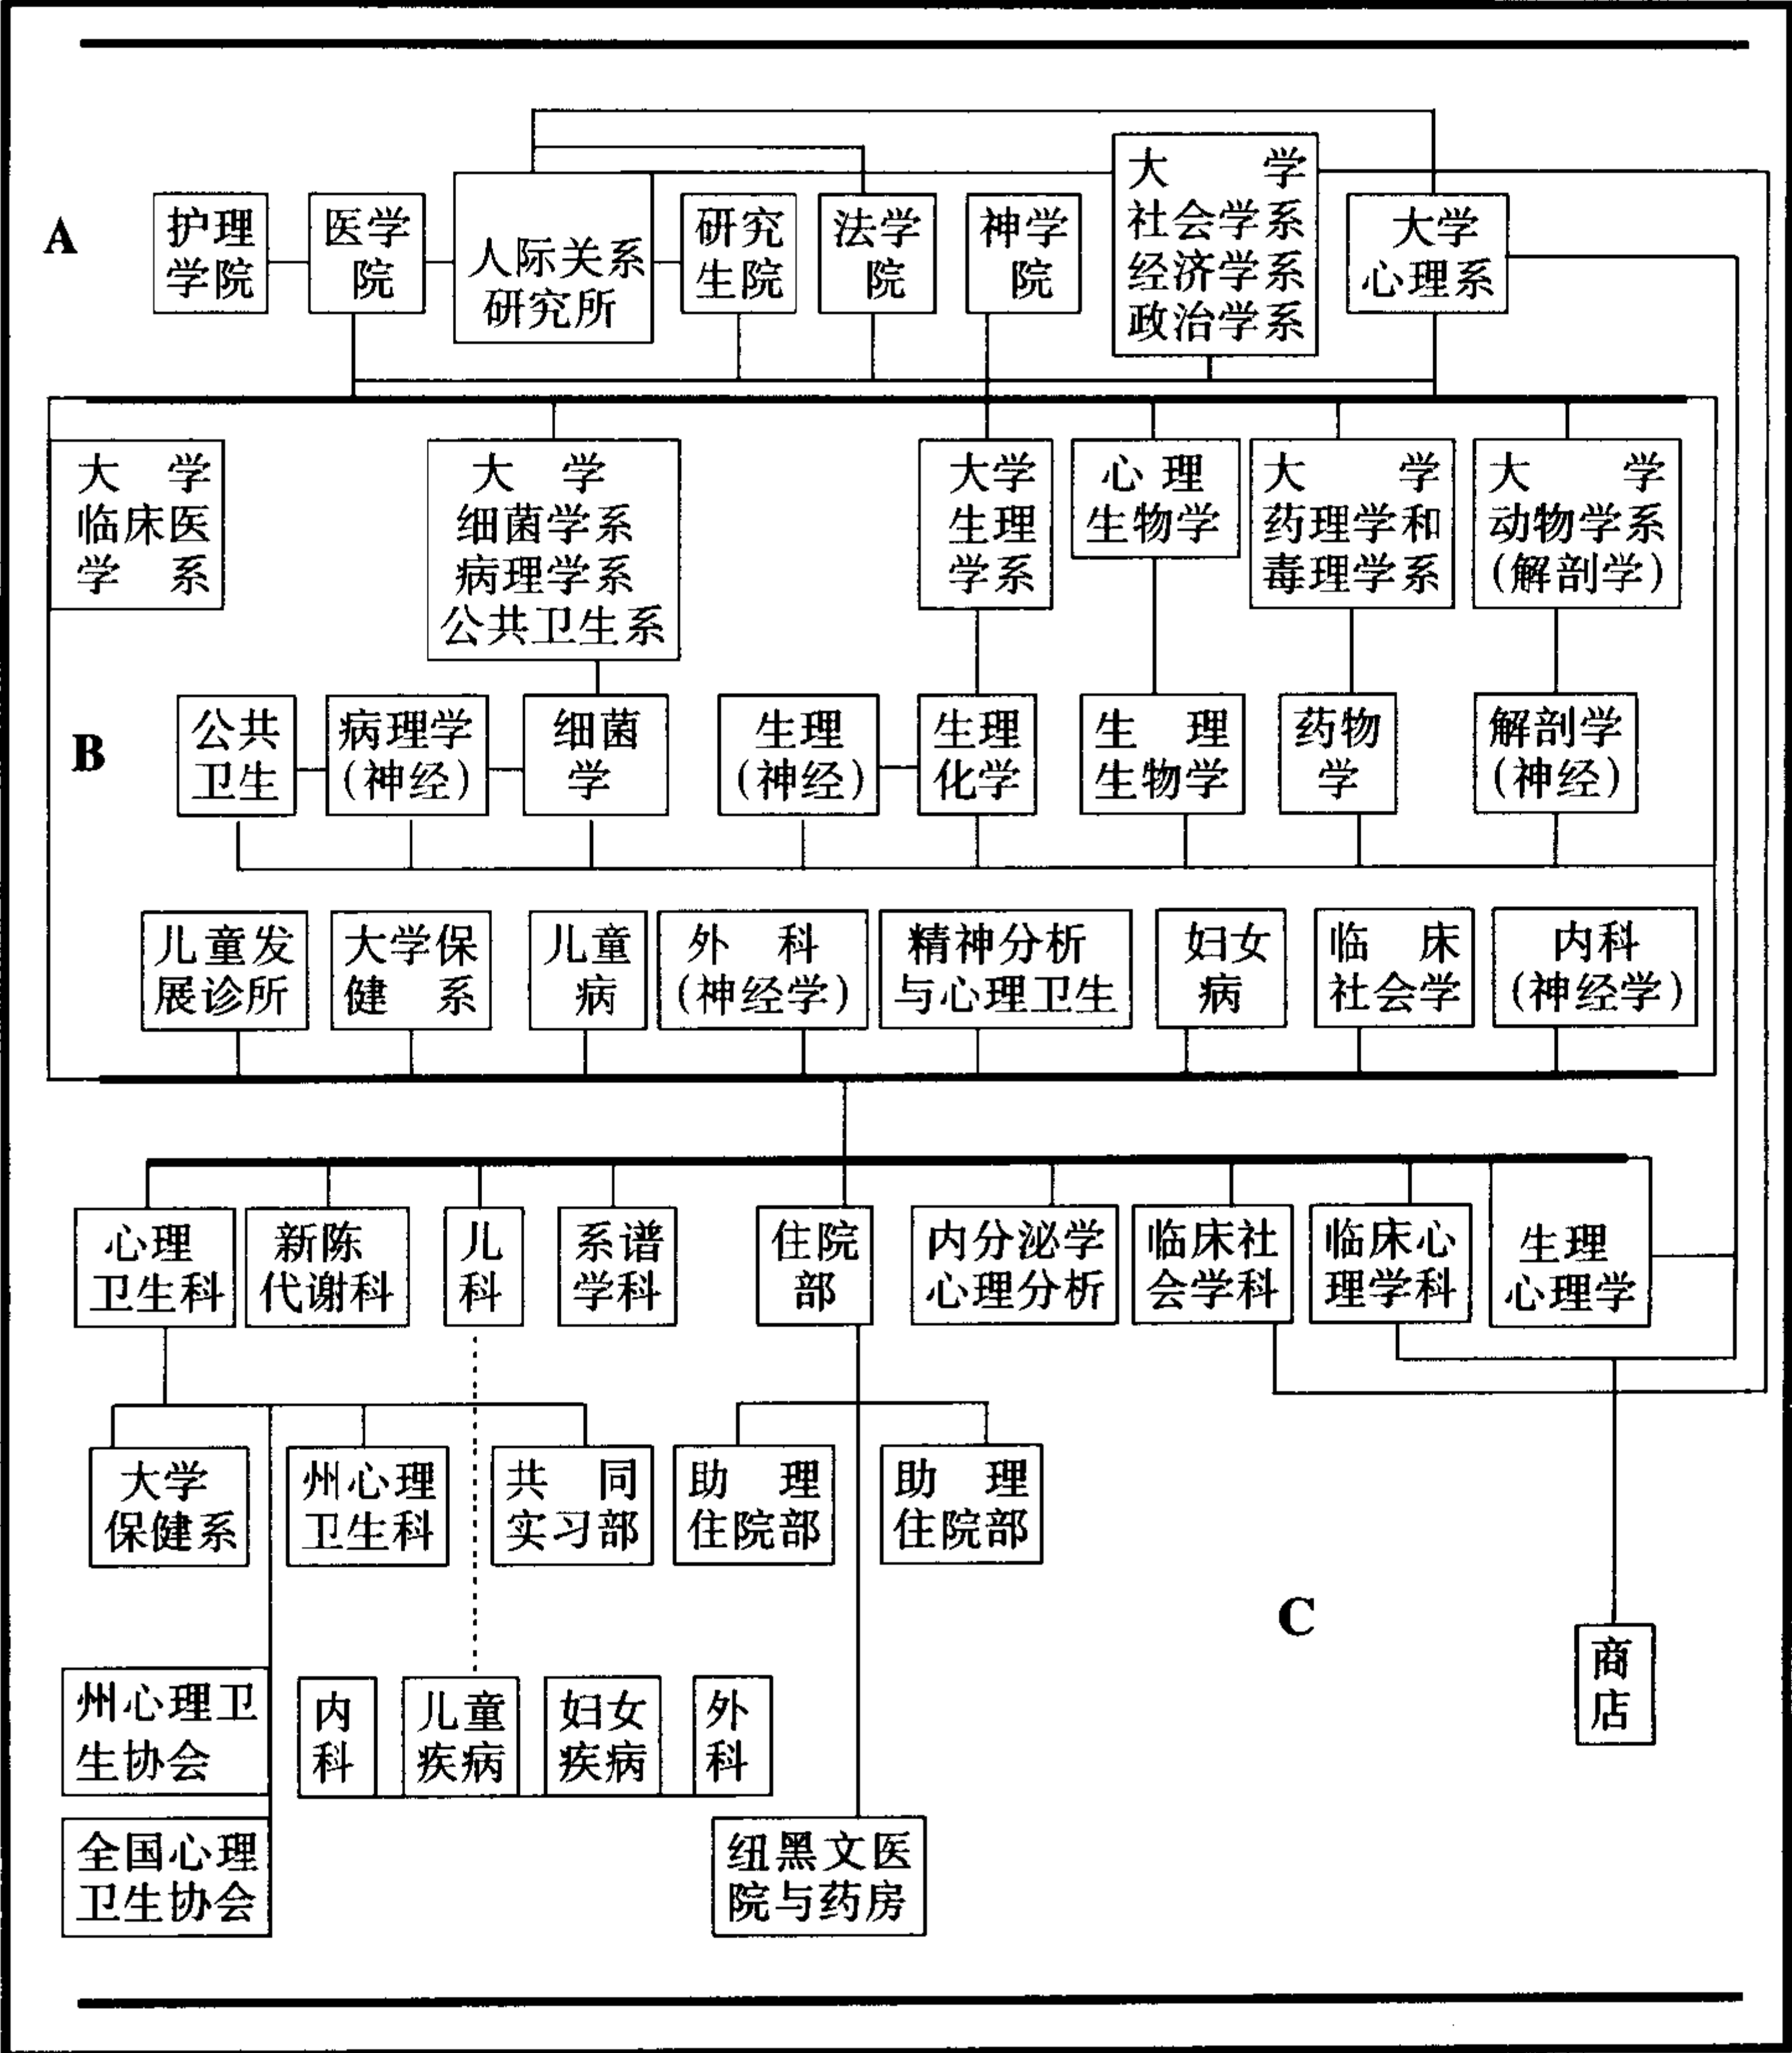 A
护理
学院
医学
院
人际关系
研究所
研究
生院
法学
院
神学
院
大 学
社会学系
经济学系
政治学系
大学
心理系
大 学
临床医
学 系
大 学
细菌学系
病理学系
公共卫生系
大学
生理
学系
心 理
生物学
大 学
药理学和
毒理学系
大 学
动物学系
(解剖学)
B
公共
卫生
病理学
(神经)
细菌
学
生理
(神经)
生理
化学
生 理
生物学
药物
学
解剖学
(神经)
儿童发
展诊所
大学保
健 系
儿童
病
外 科
(神经学)
精神分析
与心理卫生
妇女
病
临 床
社会学
内科
(神经学)
心理
卫生科
新陈
代谢科
儿
科
系谱
学科
住院
部
内分泌学
心理分析
临床社
会学科
临床心
理学科
生理
心理学
大学
保健系
州心理
卫生科
共 同
实习部
助 理
住院部
助 理
住院部
C
商
店
州心理卫
生协会
内
科
儿童
疾病
妇女
疾病
外
科
全国心理
卫生协会
纽黑文医
院与药房